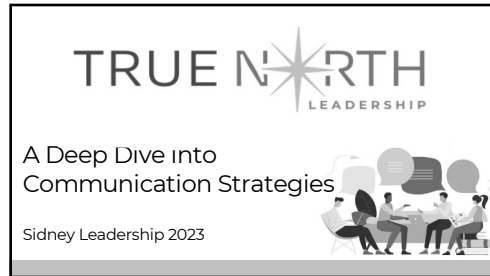 TRUE NORTH
LEADERSHIP
A Deep Dive into
Communication Strategies
Sidney Leadership 2023